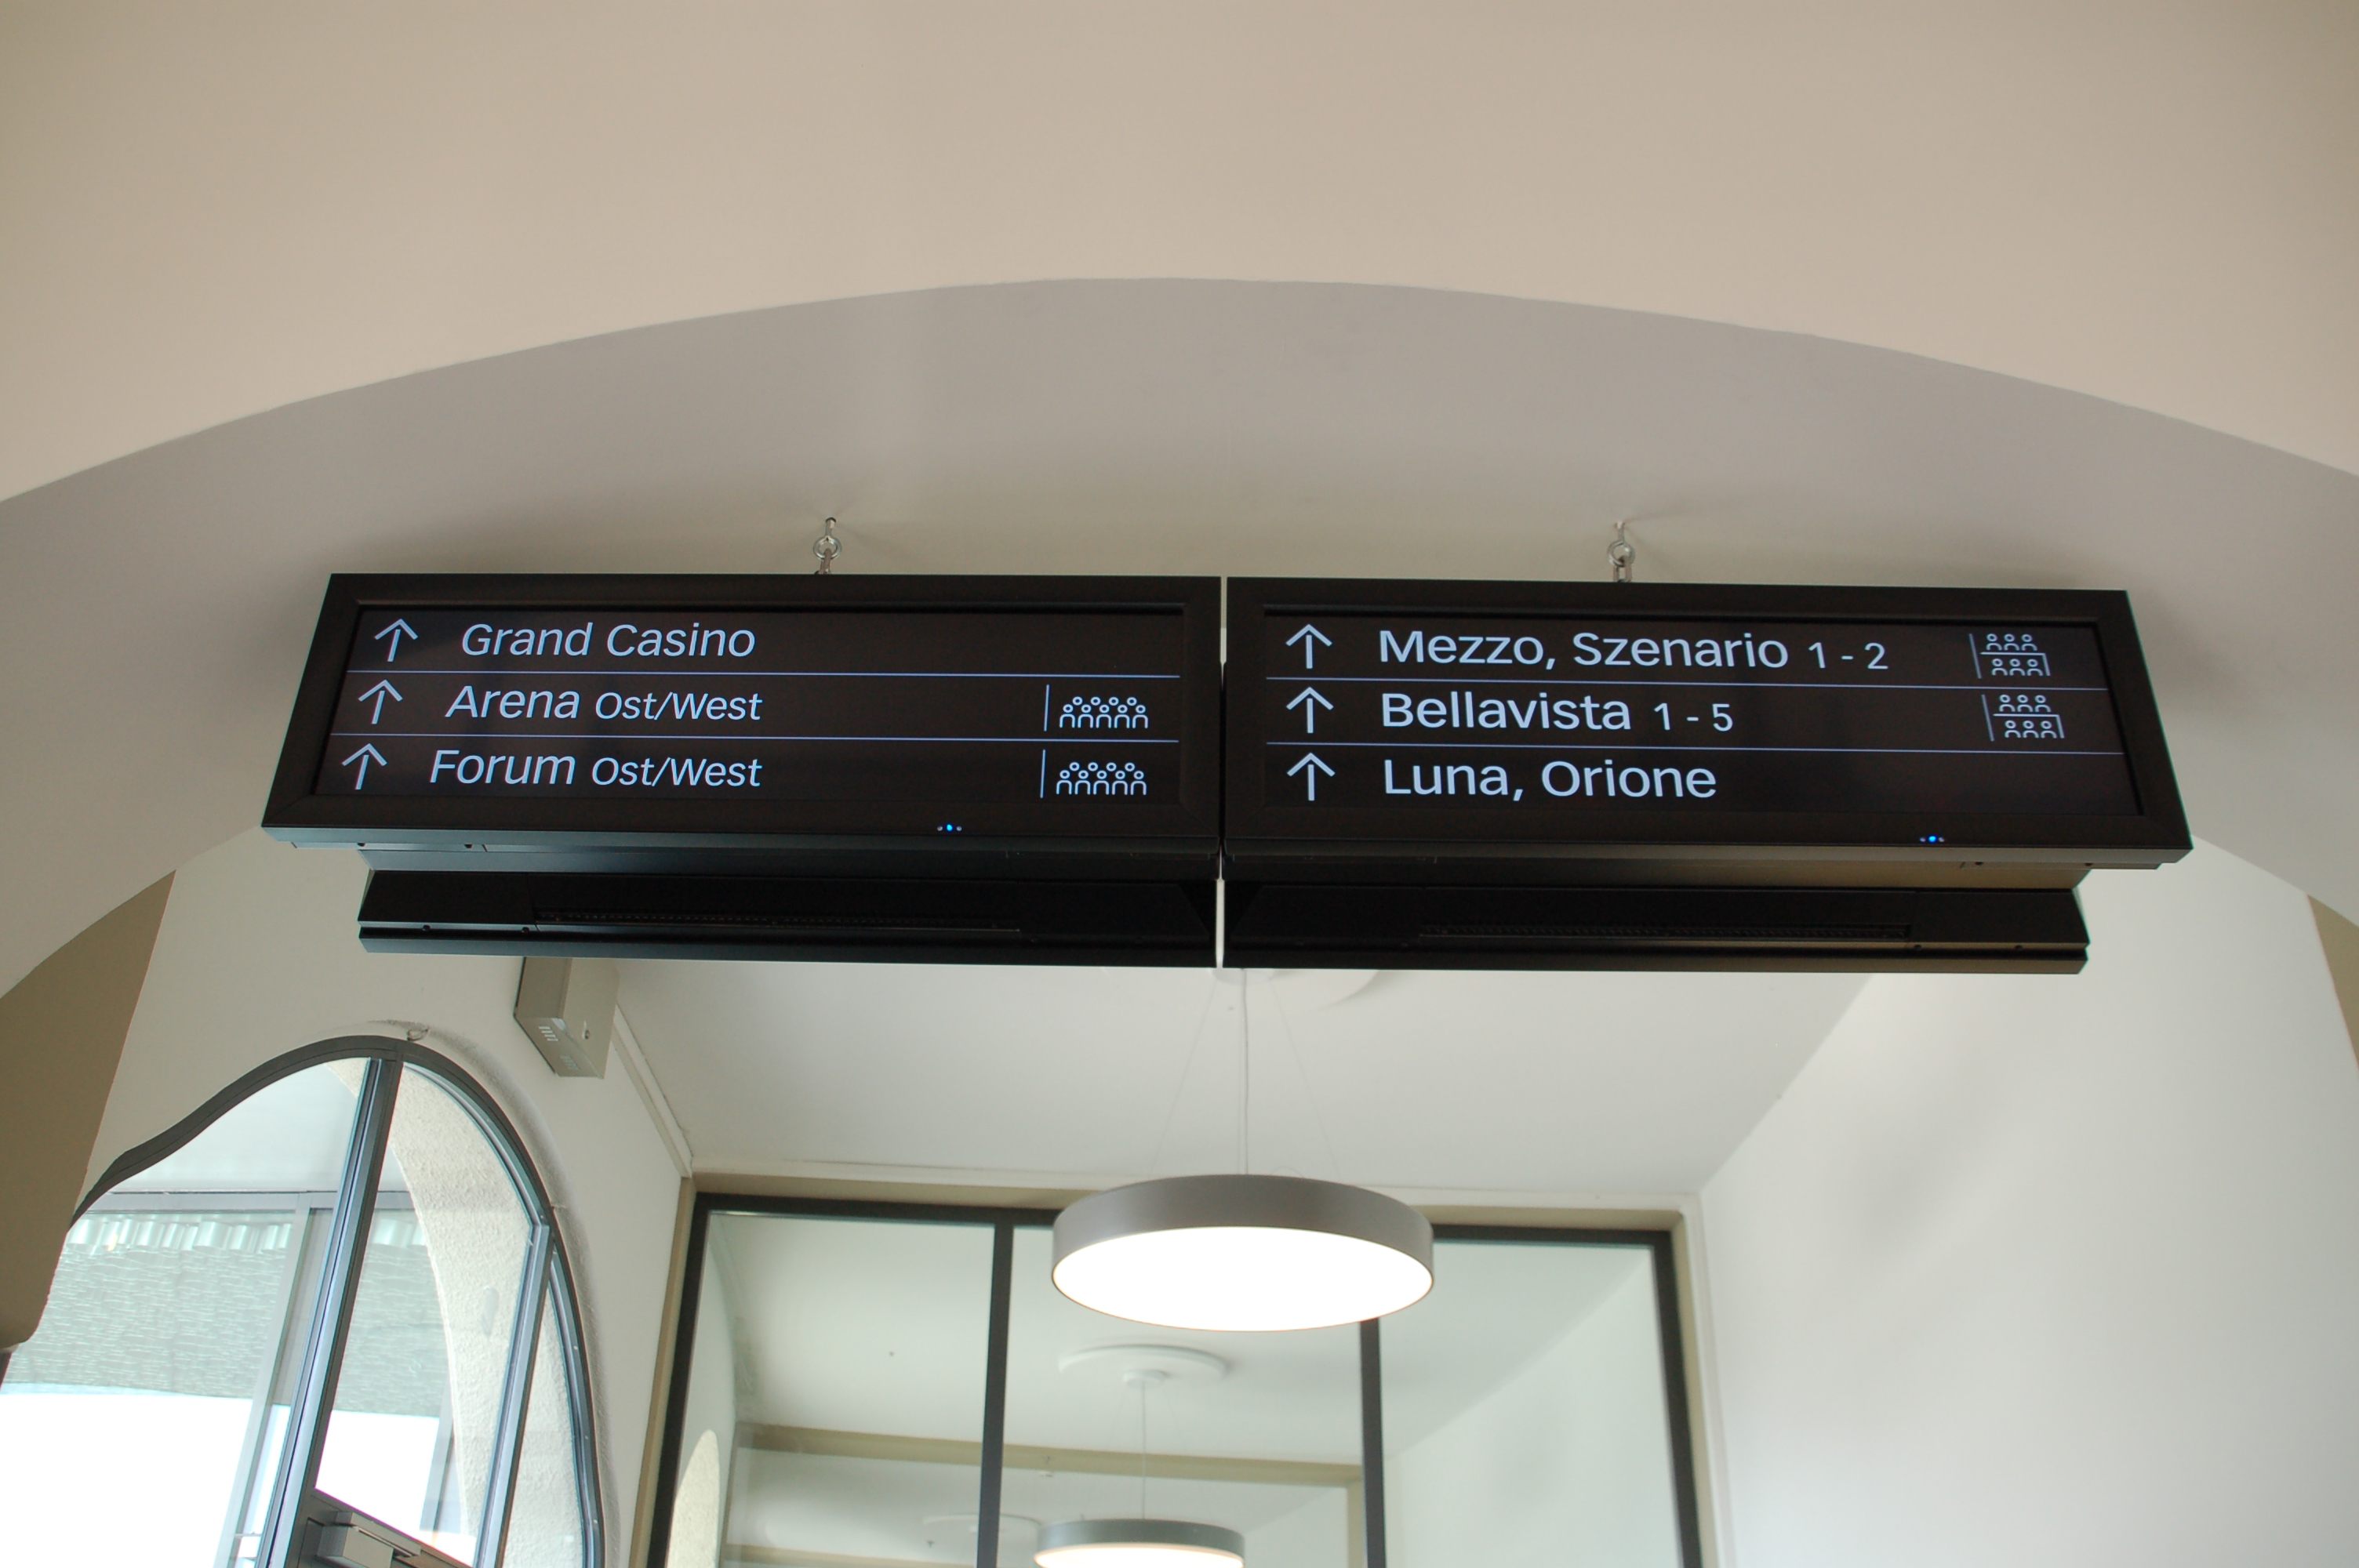 Grand Casino
Arena Ost/West
Forum Ost/West
Mezzo, Szenario 1 - 2
Bellavista 1 - 5
Luna, Orione